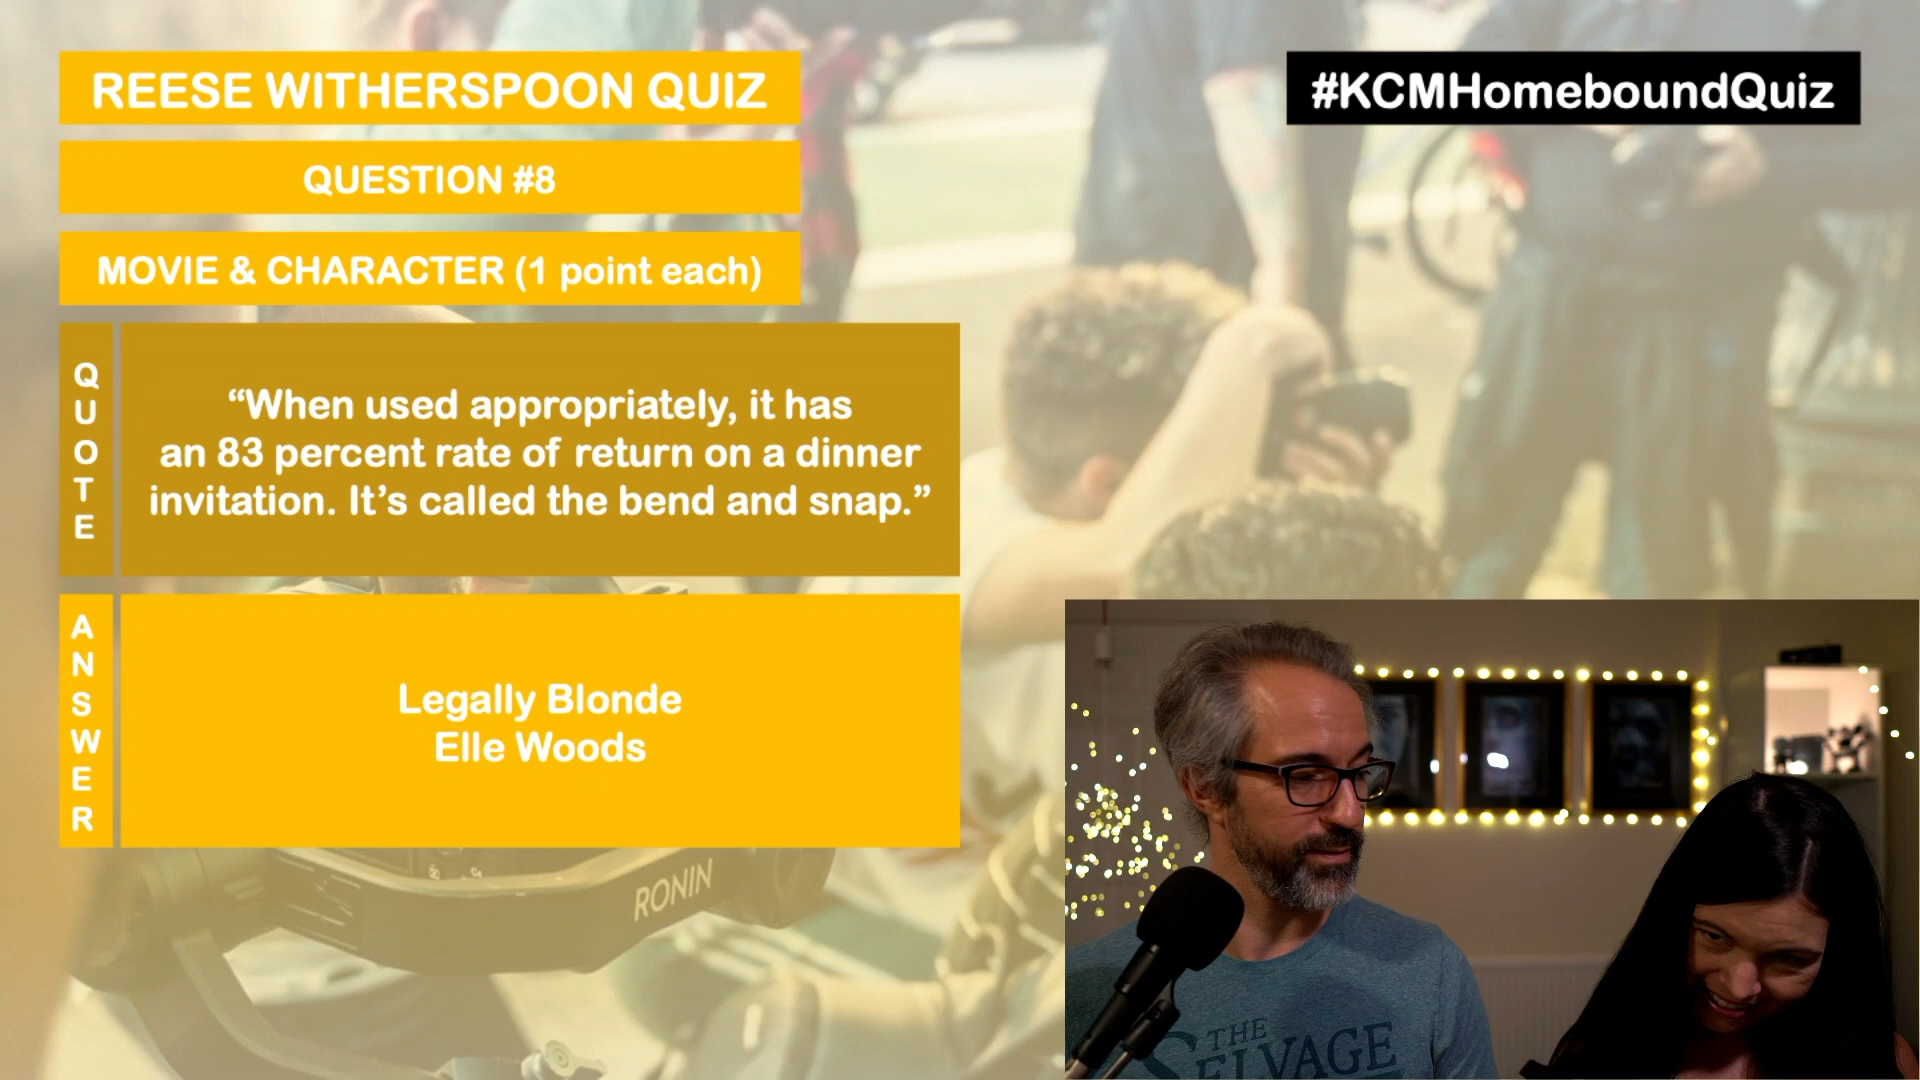 REESE WITHERSPOON QUIZ
#KCMHomeboundQuiz
QUESTION #8
MOVIE & CHARACTER (1 point each)
QUOTE
“When used appropriately, it has
an 83 percent rate of return on a dinner
invitation. It’s called the bend and snap.”
ANSWER
Legally Blonde
Elle Woods
RONIN
THE
SELVAGE